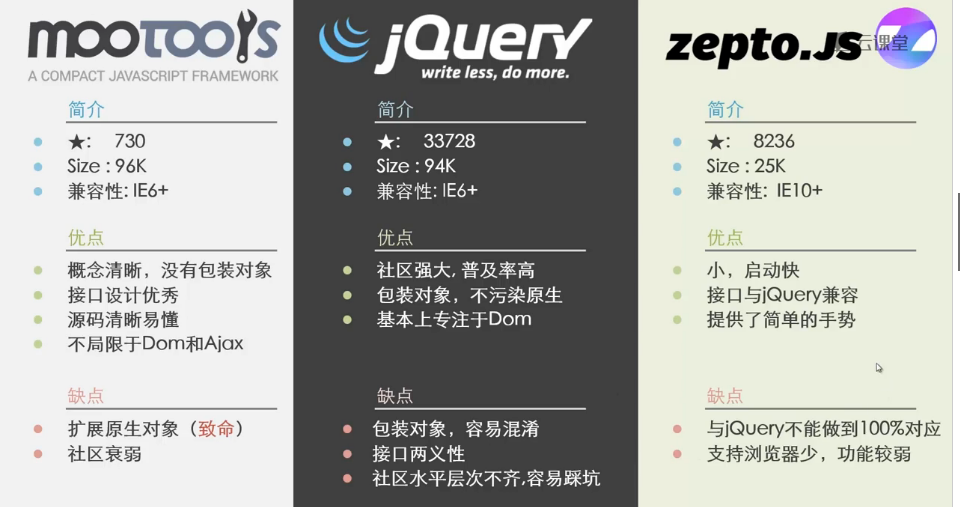 mootools
A COMPACT JAVASCRIPT FRAMEWORK
简介
★: 730
Size : 96K
兼容性: IE6+
优点
概念清晰，没有包装对象
接口设计优秀
源码清晰易懂
不局限于Dom和Ajax
缺点
扩展原生对象（致命）
社区衰弱
jQuery
write less, do more.
简介
★: 33728
Size : 94K
兼容性: IE6+
优点
社区强大, 普及率高
包装对象，不污染原生
基本上专注于Dom
缺点
包装对象，容易混淆
接口两义性
社区水平层次不齐,容易踩坑
zepto.JS
云课堂
简介
★: 8236
Size : 25K
兼容性: IE10+
优点
小，启动快
接口与jQuery兼容
提供了简单的手势
缺点
与jQuery不能做到100%对应
支持浏览器少，功能较弱